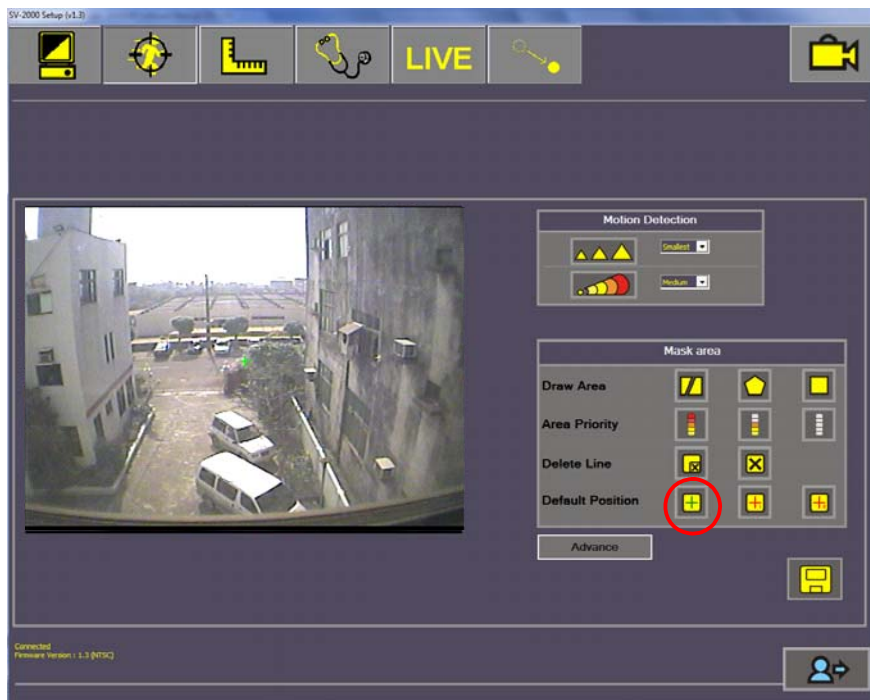 SV-2000 Setup (v1.3)
LIVE
Motion Detection
Smallest
Medium
Mask area
Draw Area
Area Priority
Delete Line
Default Position
Advance
Connected
Firmware Version : 1.3 (NTSC)